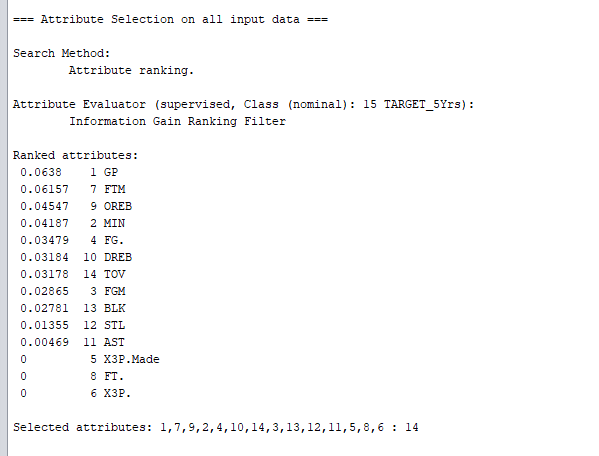 === Attribute Selection on all input data ===
Search Method:
Attribute ranking.
Attribute Evaluator (supervised, Class (nominal): 15 TARGET_5Yrs):
Information Gain Ranking Filter
Ranked attributes:
0.0638 1 GP
0.06157 7 FTM
0.04547 9 OREB
0.04187 2 MIN
0.03479 4 FG.
0.03184 10 DREB
0.03178 14 TOV
0.02865 3 FGM
0.02781 13 BLK
0.01355 12 STL
0.00469 11 AST
0 5 X3P.Made
0 8 FT.
0 6 X3P.
Selected attributes: 1,7,9,2,4,10,14,3,13,12,11,5,8,6 : 14